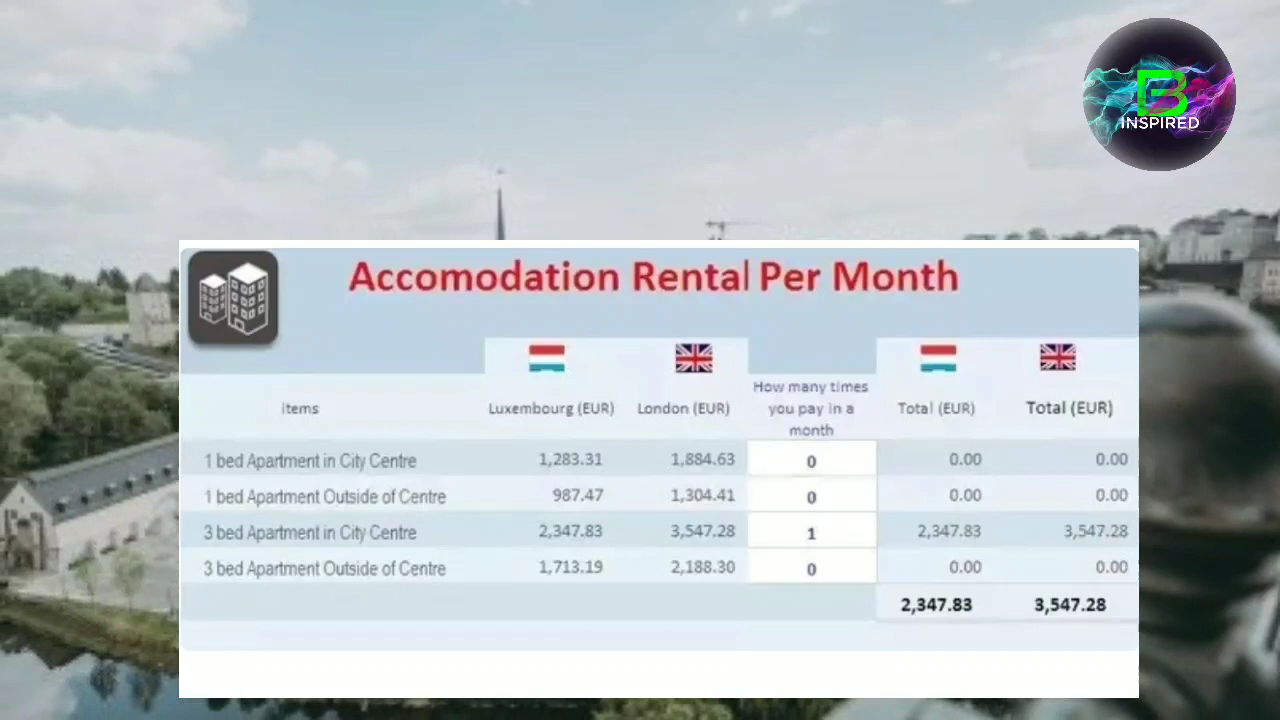 B
INSPIRED
Accomodation Rental Per Month
items Luxembourg (EUR) London (EUR) How many times you pay in a month Total (EUR) Total (EUR)
1 bed Apartment in City Centre 1,283.31 1,884.63 0 0.00 0.00
1 bed Apartment Outside of Centre 987.47 1,304.41 0 0.00 0.00
3 bed Apartment in City Centre 2,347.83 3,547.28 1 2,347.83 3,547.28
3 bed Apartment Outside of Centre 1,713.19 2,188.30 0 0.00 0.00
2,347.83 3,547.28